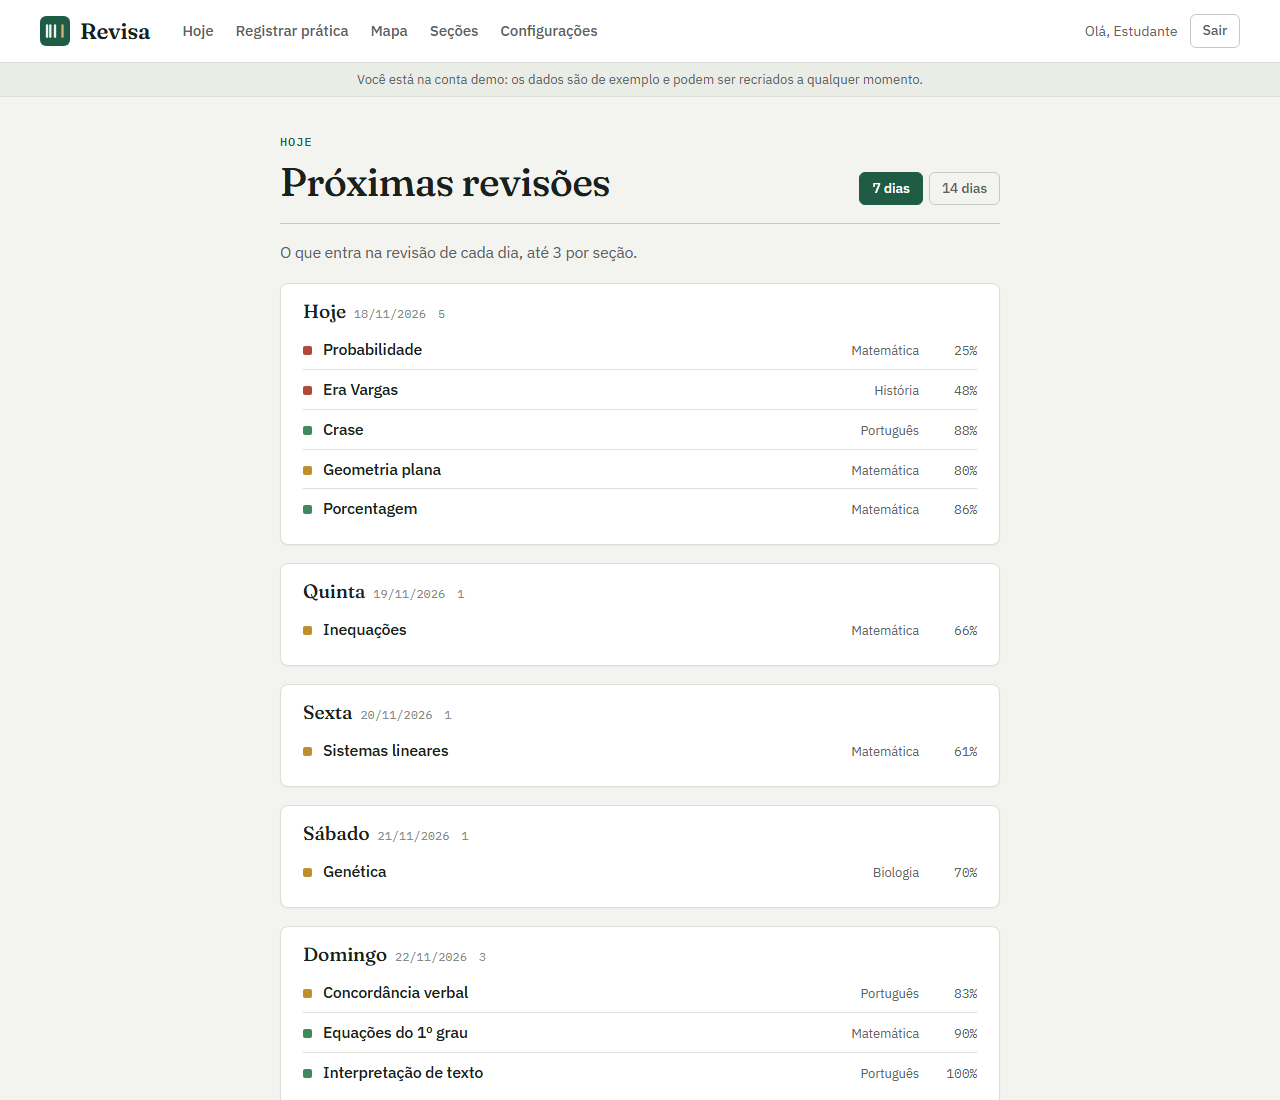 Revisa
Hoje
Registrar prática
Mapa
Seções
Configurações
Olá, Estudante
Sair
Você está na conta demo: os dados são de exemplo e podem ser recriados a qualquer momento.
HOJE
Próximas revisões
7 dias
14 dias
O que entra na revisão de cada dia, até 3 por seção.
Hoje 18/11/2026 5
Probabilidade Matemática 25%
Era Vargas História 48%
Crase Português 88%
Geometria plana Matemática 80%
Porcentagem Matemática 86%
Quinta 19/11/2026 1
Inequações Matemática 66%
Sexta 20/11/2026 1
Sistemas lineares Matemática 61%
Sábado 21/11/2026 1
Genética Biologia 70%
Domingo 22/11/2026 3
Concordância verbal Português 83%
Equações do 1º grau Matemática 90%
Interpretação de texto Português 100%